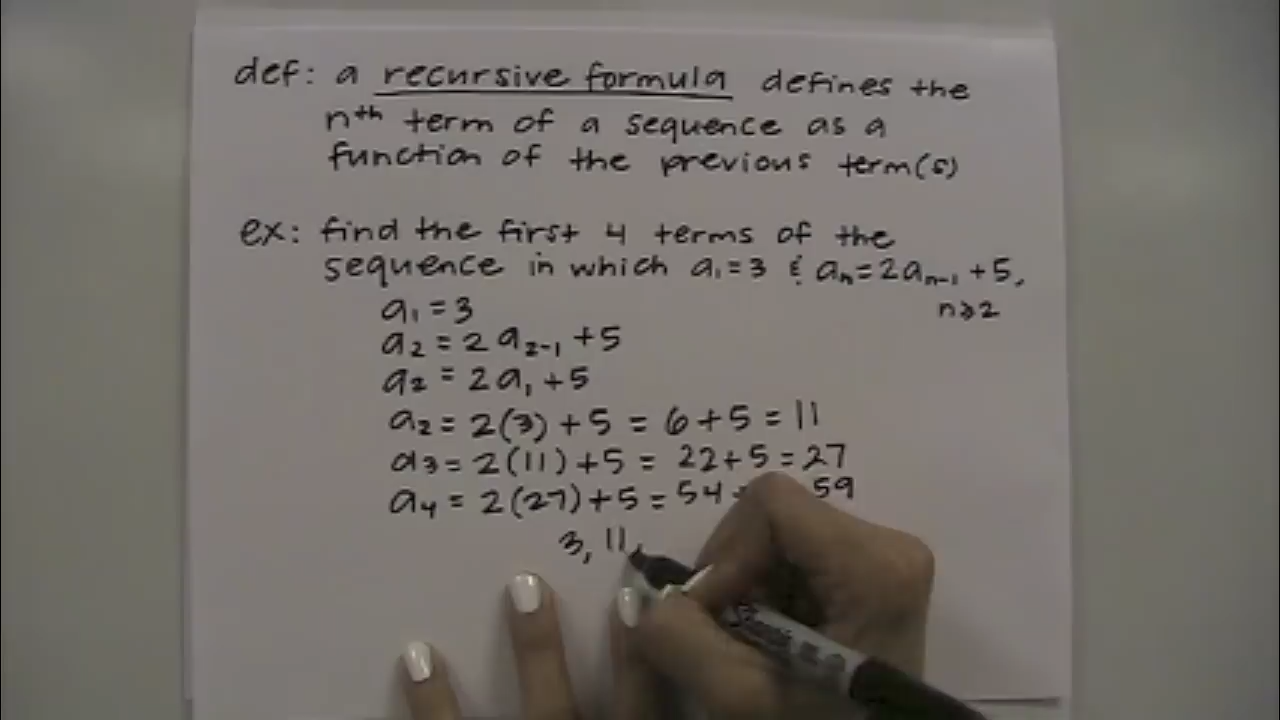 def: a recursive formula defines the
nth term of a sequence as a
function of the previous term(s)
ex: find the first 4 terms of the
sequence in which a₁=3 & aₙ=2aₙ₋₁+5,
n≥2
a₁=3
a₂=2a₂₋₁+5
a₂=2a₁+5
a₂=2(3)+5=6+5=11
a₃=2(11)+5=22+5=27
a₄=2(27)+5=54 59
3, 11,
Sharpie